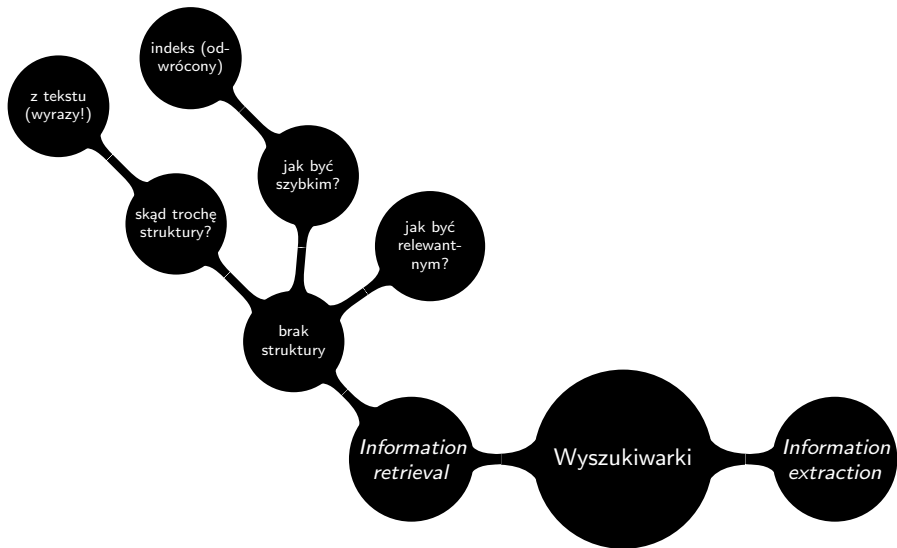 indeks (od-
wrócony)
z tekstu
(wyrazy!)
jak być
szybkim?
skąd trochę
struktury?
jak być
relewant-
nym?
brak
struktury
Information
retrieval
Wyszukiwarki
Information
extraction